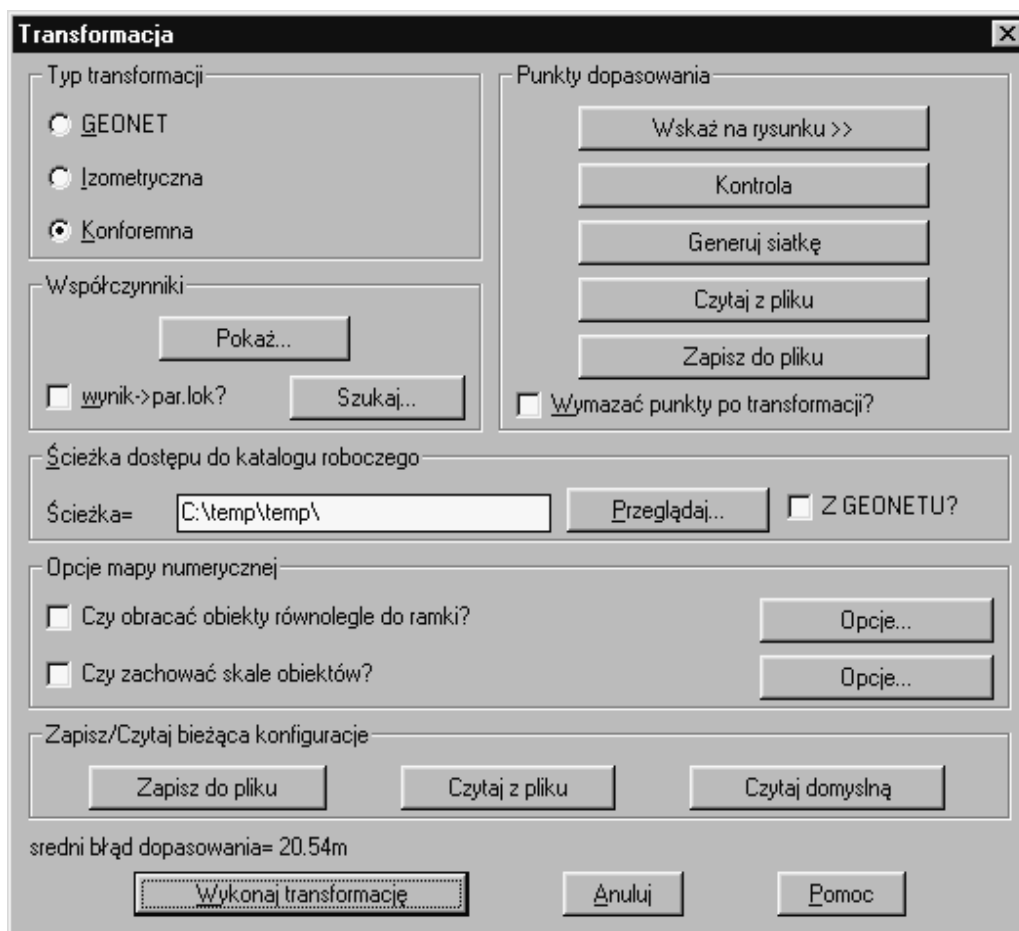 Transformacja
Typ transformacji
GEONET
Izometryczna
Konforemna
Współczynniki
Pokaż...
wynik->par.lok?
Szukaj...
Punkty dopasowania
Wskaż na rysunku >>
Kontrola
Generuj siatkę
Czytaj z pliku
Zapisz do pliku
Wymazać punkty po transformacji?
Ścieżka dostępu do katalogu roboczego
Ścieżka=
C:\temp\temp\
Przeglądaj...
Z GEONETU?
Opcje mapy numerycznej
Czy obracać obiekty równolegle do ramki?
Opcje...
Czy zachować skale obiektów?
Opcje...
Zapisz/Czytaj bieżąca konfiguracje
Zapisz do pliku
Czytaj z pliku
Czytaj domyslną
sredni błąd dopasowania= 20.54m
Wykonaj transformację
Anuluj
Pomoc